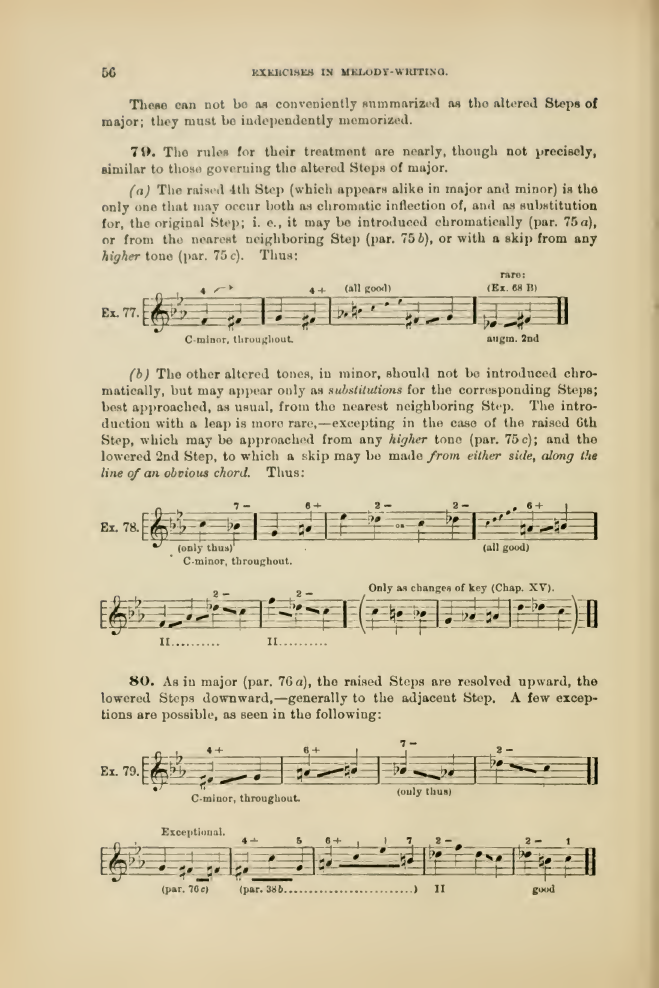 56
EXERCISES IN MELODY-WRITING.
These can not be as conveniently summarized as the altered Steps of
major; they must be independently memorized.
79. The rules for their treatment are nearly, though not precisely,
similar to those governing the altered Steps of major.
(a) The raised 4th Step (which appears alike in major and minor) is the
only one that may occur both as chromatic inflection of, and as substitution
for, the original Step; i. e., it may be introduced chromatically (par. 75 a),
or from the nearest neighboring Step (par. 75 b), or with a skip from any
higher tone (par. 75 c). Thus:
rare:
4 4+ (all good) (Ex. 68 B)
Ex. 77.
C-minor, throughout. augm. 2nd
(b) The other altered tones, in minor, should not be introduced chro-
matically, but may appear only as substitutions for the corresponding Steps;
best approached, as usual, from the nearest neighboring Step. The intro-
duction with a leap is more rare,—excepting in the case of the raised 6th
Step, which may be approached from any higher tone (par. 75 c); and the
lowered 2nd Step, to which a skip may be made from either side, along the
line of an obvious chord. Thus:
7– 6+ 2– 2– 6+
Ex. 78. or
(only thus) (all good)
C-minor, throughout.
2– 2– Only as changes of key (Chap. XV).
II.......... II..........
80. As in major (par. 76 a), the raised Steps are resolved upward, the
lowered Steps downward,—generally to the adjacent Step. A few excep-
tions are possible, as seen in the following:
4+ 6+ 7– 2–
Ex. 79.
C-minor, throughout. (only thus)
Exceptional.
4+ 5 6+ 7 2– 2– 1
(par. 76 c) (par. 38 b..............................) II good